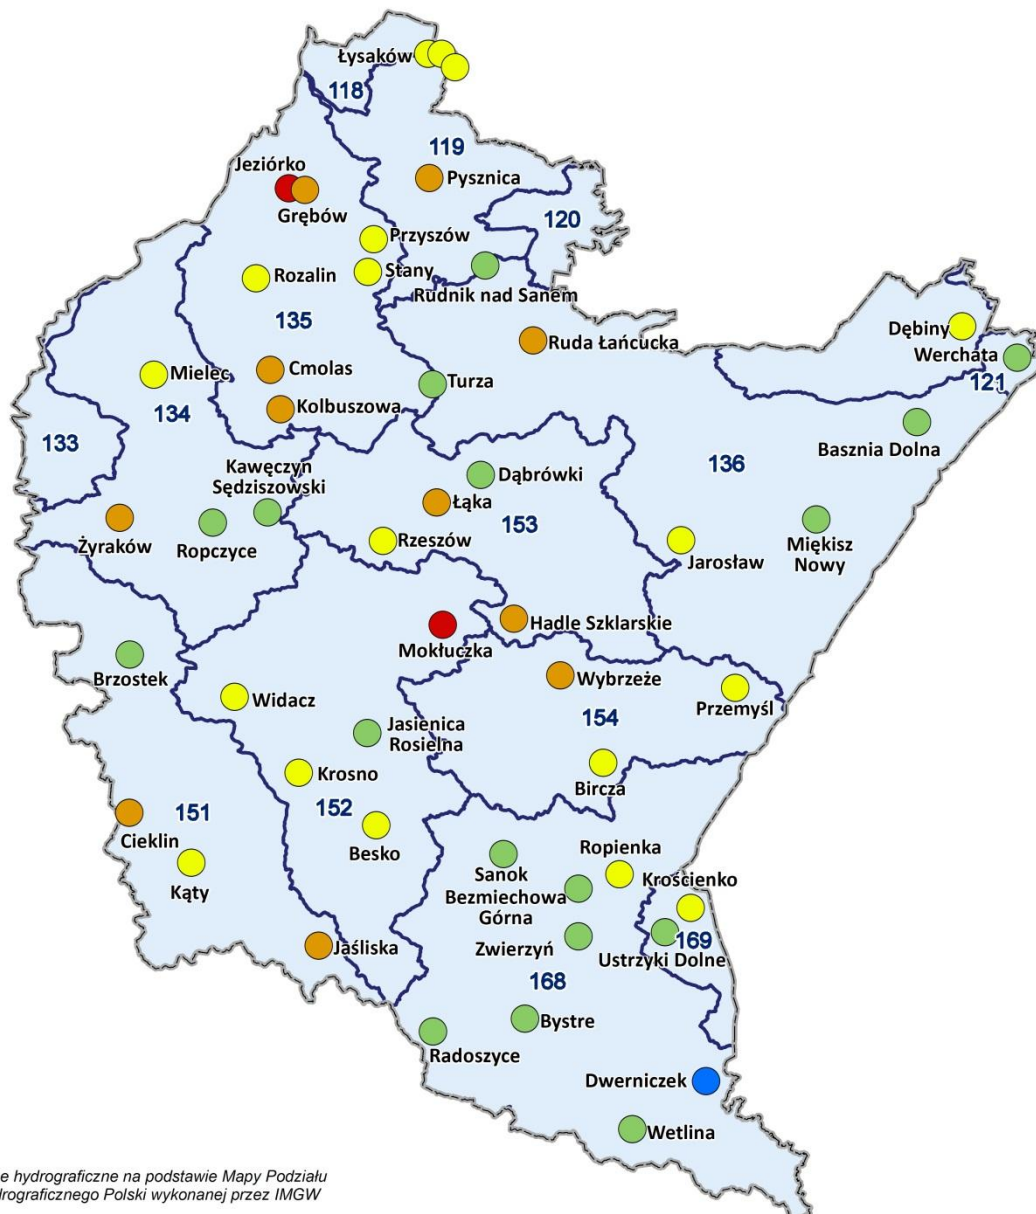 Łysaków
118
119
Jeziórko
Pysznica
Grębów
120
Przyszów
Rozalin
Stany
Rudnik nad Sanem
135
Dębiny
Ruda Łańcucka
Werchata
121
Mielec
Cmolas
Turza
134
Kolbuszowa
133
Basznia Dolna
136
Kawęczyn
Sędziszowski
Dąbrówki
Łąka
153
Żyraków
Ropczyce
Rzeszów
Jarosław
Miękisz
Nowy
Mokłuczka
Hadle Szklarskie
Brzostek
Wybrzeże
Widacz
Przemyśl
154
Jasienica
Rosielna
Krosno
Bircza
151
152
Cieklin
Besko
Ropienka
Kąty
Sanok
Krościenko
Bezmiechowa
Górna
Jaśliska
Zwierzyń
169
Ustrzyki Dolne
168
Bystre
Radoszyce
Dwerniczek
Wetlina
e hydrograficzne na podstawie Mapy Podziału
drograficznego Polski wykonanej przez IMGW